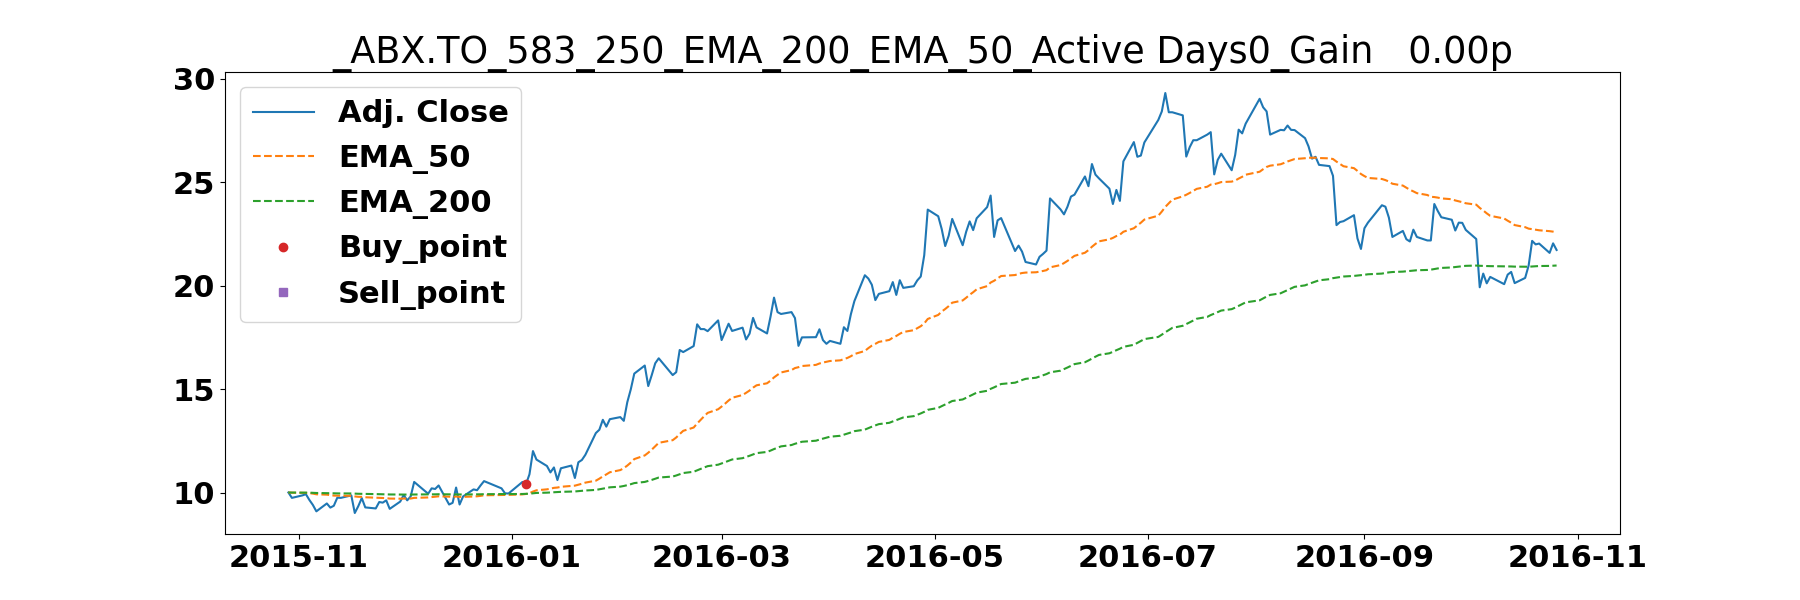 _ABX.TO_583_250_EMA_200_EMA_50_Active Days0_Gain   0.00p
30
25
20
15
10
Adj. Close
EMA_50
EMA_200
Buy_point
Sell_point
2015-11 2016-01 2016-03 2016-05 2016-07 2016-09 2016-11